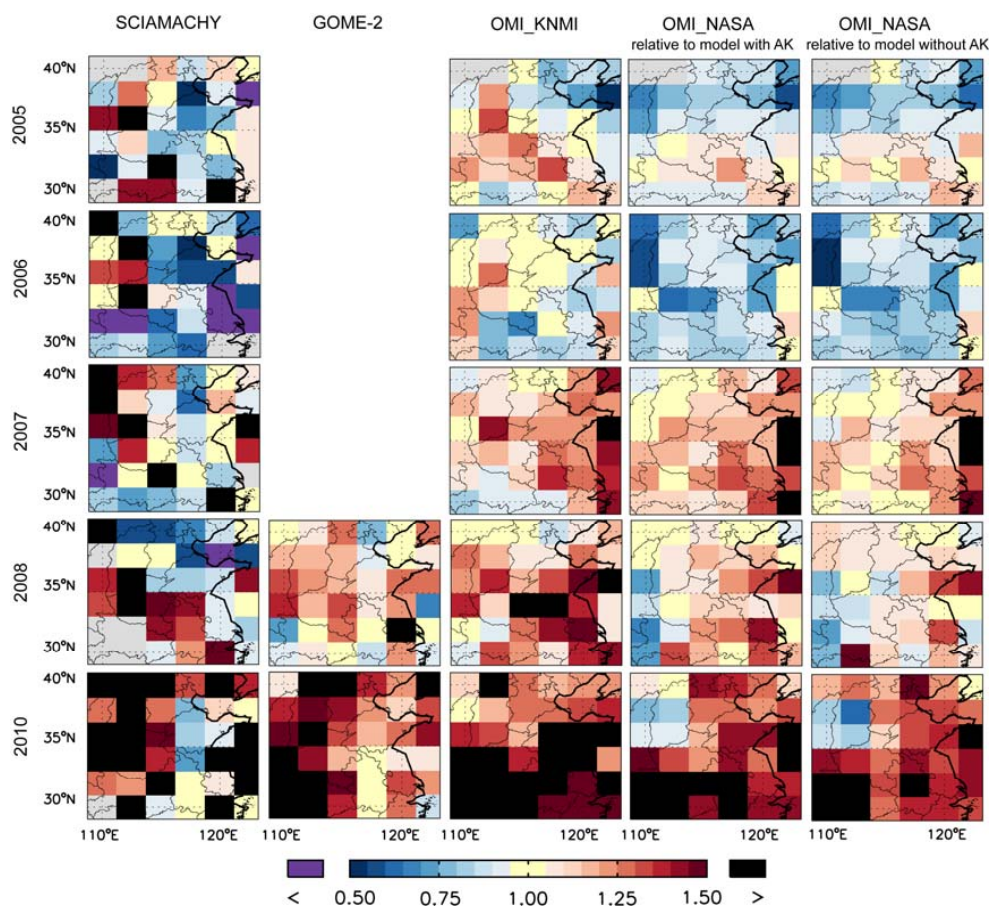 SCIAMACHY GOME-2 OMI_KNMI OMI_NASA OMI_NASA
relative to model with AK relative to model without AK
2005
40°N
35°N
30°N
2006
40°N
35°N
30°N
2007
40°N
35°N
30°N
2008
40°N
35°N
30°N
2010
40°N
35°N
30°N
110°E 120°E 110°E 120°E 110°E 120°E 110°E 120°E 110°E 120°E
< 0.50 0.75 1.00 1.25 1.50 >